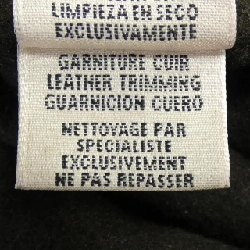 LIMPIEZA EN SECO
EXCLUSIVAMENTE
GARNITURE CUIR
LEATHER TRIMMING
GUARNICION CUERO
NETTOYAGE PAR
SPECIALISTE
EXCLUSIVEMENT
NE PAS REPASSER